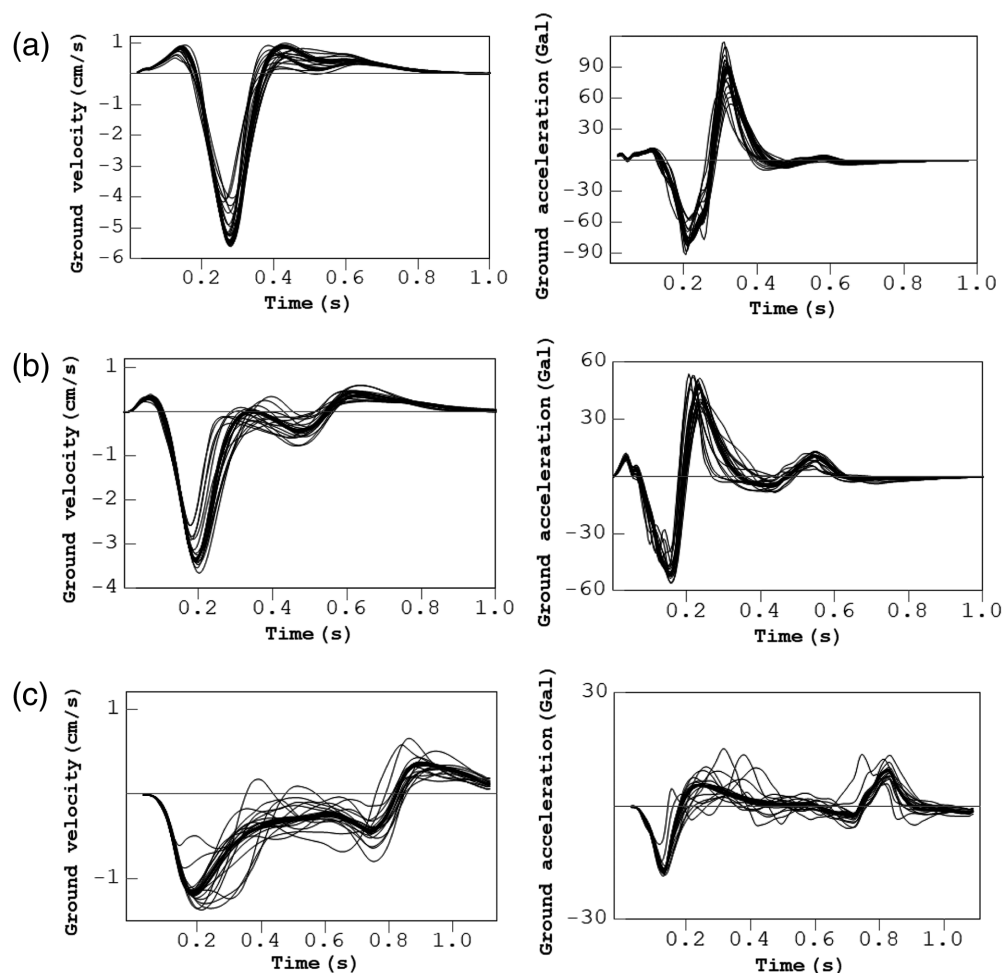 (a)
Ground velocity (cm/s)
1
-1
-2
-3
-4
-5
-6
0.2 0.4 0.6 0.8 1.0
Time (s)
Ground acceleration (Gal)
90
60
30
-30
-60
-90
0.2 0.4 0.6 0.8 1.0
Time (s)
(b)
Ground velocity (cm/s)
1
-1
-2
-3
-4
0.2 0.4 0.6 0.8 1.0
Time (s)
Ground acceleration (Gal)
60
30
-30
-60
0.2 0.4 0.6 0.8 1.0
Time (s)
(c)
Ground velocity (cm/s)
1
-1
0.2 0.4 0.6 0.8 1.0
Time (s)
Ground acceleration (Gal)
30
-30
0.2 0.4 0.6 0.8 1.0
Time (s)